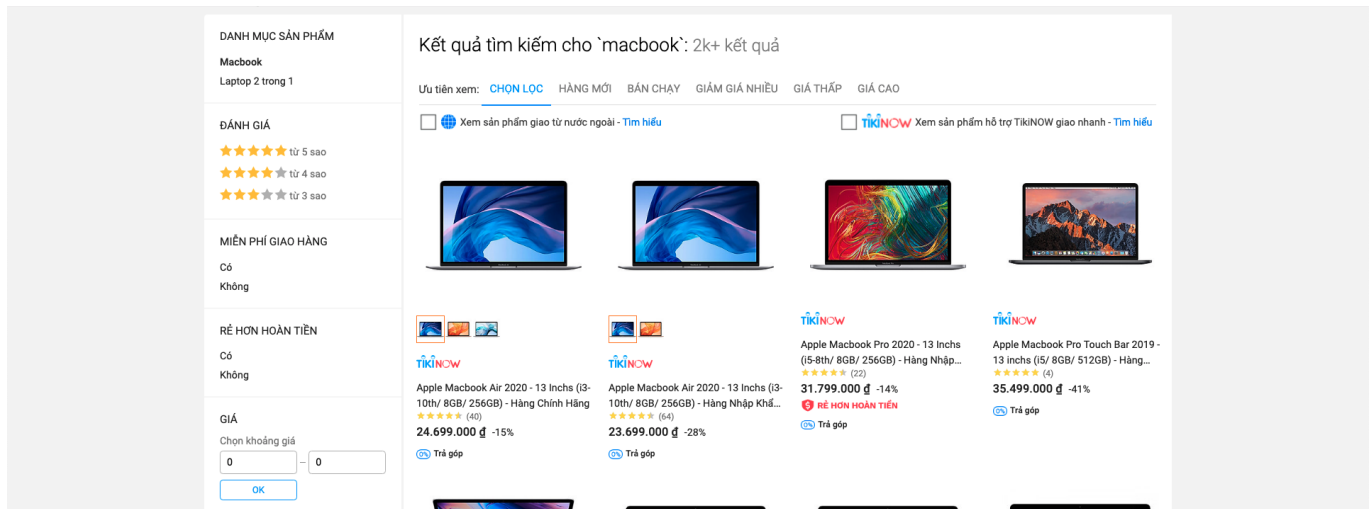 DANH MỤC SẢN PHẨM
Macbook
Laptop 2 trong 1
ĐÁNH GIÁ
từ 5 sao
từ 4 sao
từ 3 sao
MIỄN PHÍ GIAO HÀNG
Có
Không
RẺ HƠN HOÀN TIỀN
Có
Không
GIÁ
Chọn khoảng giá
0 – 0
OK
Kết quả tìm kiếm cho `macbook`: 2k+ kết quả
Ưu tiên xem: CHỌN LỌC HÀNG MỚI BÁN CHẠY GIẢM GIÁ NHIỀU GIÁ THẤP GIÁ CAO
Xem sản phẩm giao từ nước ngoài - Tìm hiểu
TIKINOW Xem sản phẩm hỗ trợ TikiNOW giao nhanh - Tìm hiểu
TIKINOW
Apple Macbook Air 2020 - 13 Inchs (i3-
10th/ 8GB/ 256GB) - Hàng Chính Hãng
(40)
24.699.000 ₫ -15%
0% Trả góp
TIKINOW
Apple Macbook Air 2020 - 13 Inchs (i3-
10th/ 8GB/ 256GB) - Hàng Nhập Khẩ...
(64)
23.699.000 ₫ -28%
0% Trả góp
TIKINOW
Apple Macbook Pro 2020 - 13 Inchs
(i5-8th/ 8GB/ 256GB) - Hàng Nhập...
(22)
31.799.000 ₫ -14%
RẺ HƠN HOÀN TIỀN
0% Trả góp
TIKINOW
Apple Macbook Pro Touch Bar 2019 -
13 inchs (i5/ 8GB/ 512GB) - Hàng...
(4)
35.499.000 ₫ -41%
0% Trả góp